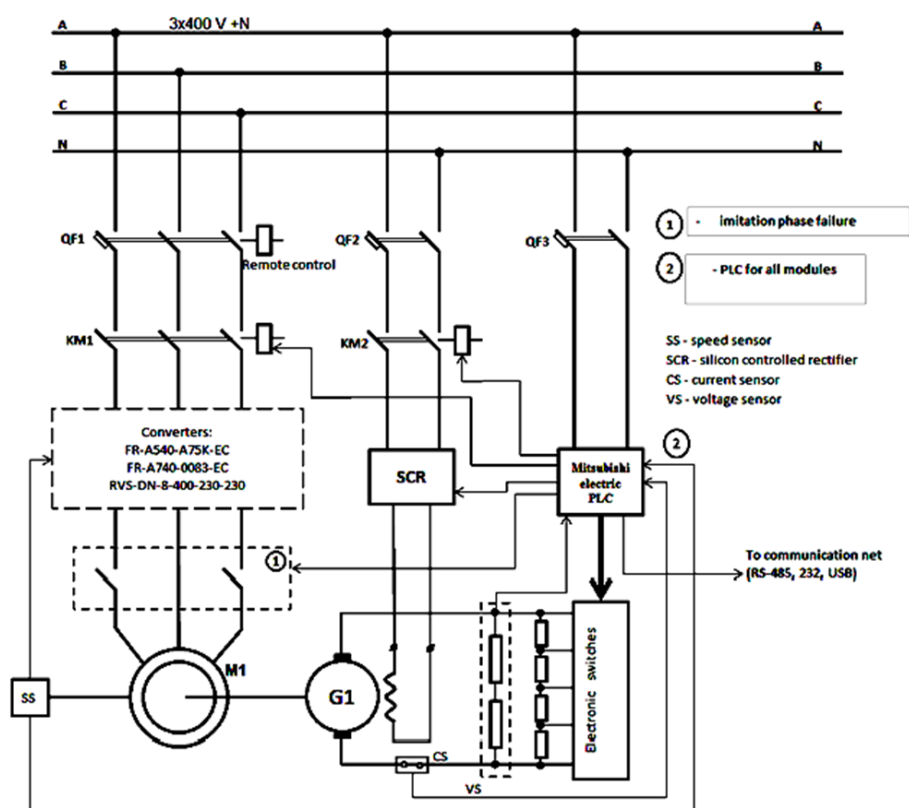 3x400 V +N
A A
B B
C C
N N
QF1
Remote control
QF2
QF3
1 - imitation phase failure
2 - PLC for all modules
KM1
KM2
SS - speed sensor
SCR - silicon controlled rectifier
CS - current sensor
VS - voltage sensor
Converters:
FR-A540-A75K-EC
FR-A740-0083-EC
RVS-DN-8-400-230-230
SCR
Mitsubishi
electric
PLC
2
1
To communication net
(RS-485, 232, USB)
M1
SS
G1
Electronic switches
CS
VS